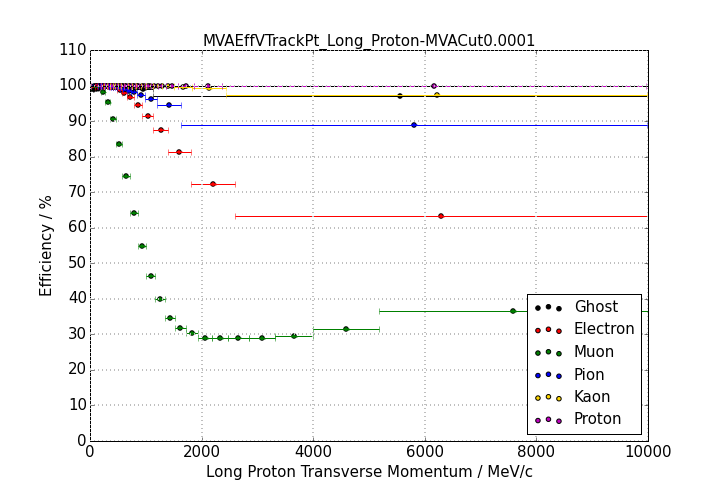 MVAEffVTrackPt_Long_Proton-MVACut0.0001
110
100
90
80
70
60
50
40
30
20
10
0
Efficiency / %
Ghost
Electron
Muon
Pion
Kaon
Proton
0 2000 4000 6000 8000 10000
Long Proton Transverse Momentum / MeV/c